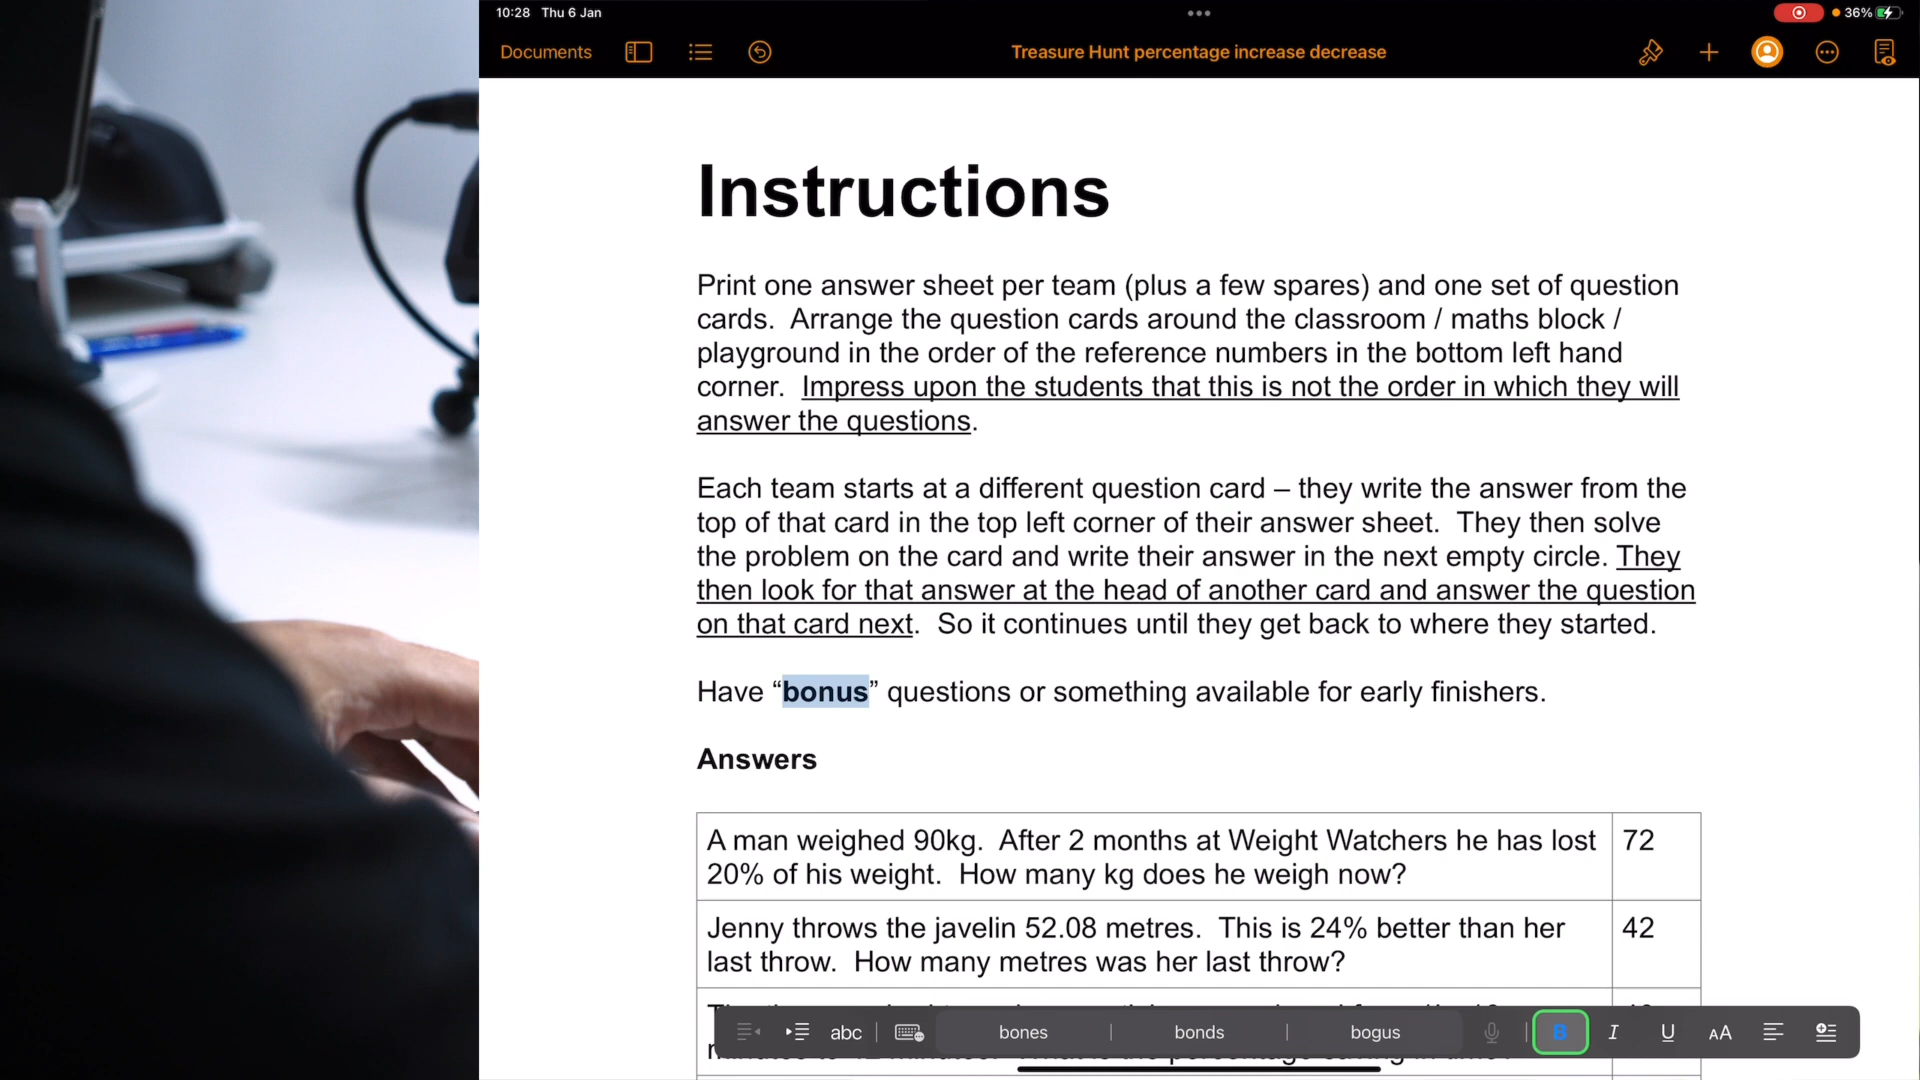 10:28 Thu 6 Jan
36%
Documents
Treasure Hunt percentage increase decrease
Instructions
Print one answer sheet per team (plus a few spares) and one set of question
cards. Arrange the question cards around the classroom / maths block /
playground in the order of the reference numbers in the bottom left hand
corner. Impress upon the students that this is not the order in which they will
answer the questions.
Each team starts at a different question card – they write the answer from the
top of that card in the top left corner of their answer sheet. They then solve
the problem on the card and write their answer in the next empty circle. They
then look for that answer at the head of another card and answer the question
on that card next. So it continues until they get back to where they started.
Have “bonus” questions or something available for early finishers.
Answers
A man weighed 90kg. After 2 months at Weight Watchers he has lost 72
20% of his weight. How many kg does he weigh now?
Jenny throws the javelin 52.08 metres. This is 24% better than her 42
last throw. How many metres was her last throw?
abc bones bonds bogus B I U AA